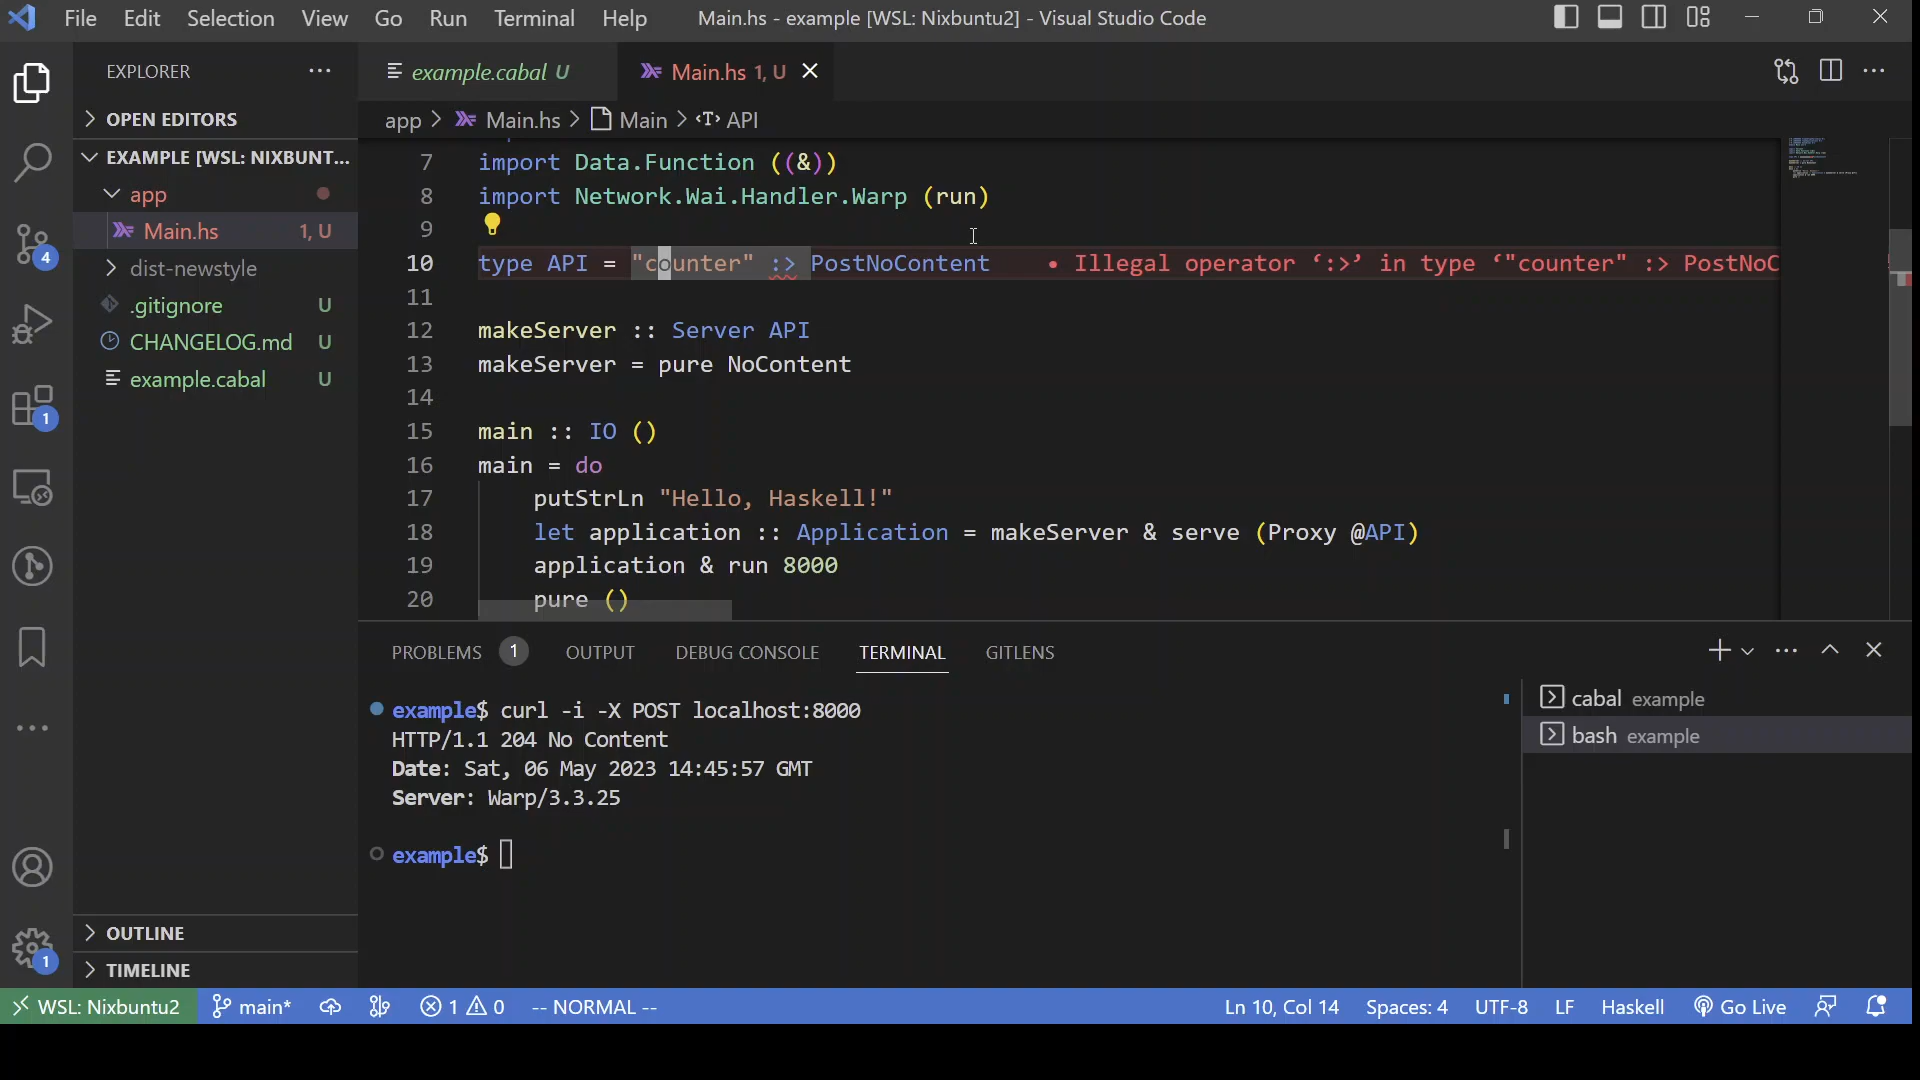 File Edit Selection View Go Run Terminal Help Main.hs - example [WSL: Nixbuntu2] - Visual Studio Code
EXPLORER
OPEN EDITORS
EXAMPLE [WSL: NIXBUNT...
app
Main.hs 1, U
dist-newstyle
.gitignore U
CHANGELOG.md U
example.cabal U
OUTLINE
TIMELINE
4
1
1
example.cabal U Main.hs 1, U
app > Main.hs > Main > API
7 import Data.Function ((&))
8 import Network.Wai.Handler.Warp (run)
9
10 type API = "counter" :> PostNoContent • Illegal operator ‘:>’ in type ‘"counter" :> PostNoC
11
12 makeServer :: Server API
13 makeServer = pure NoContent
14
15 main :: IO ()
16 main = do
17 putStrLn "Hello, Haskell!"
18 let application :: Application = makeServer & serve (Proxy @API)
19 application & run 8000
20 pure ()
PROBLEMS 1 OUTPUT DEBUG CONSOLE TERMINAL GITLENS
example$ curl -i -X POST localhost:8000
HTTP/1.1 204 No Content
Date: Sat, 06 May 2023 14:45:57 GMT
Server: Warp/3.3.25
example$
cabal example
bash example
WSL: Nixbuntu2 main* 1 0 -- NORMAL -- Ln 10, Col 14 Spaces: 4 UTF-8 LF Haskell Go Live